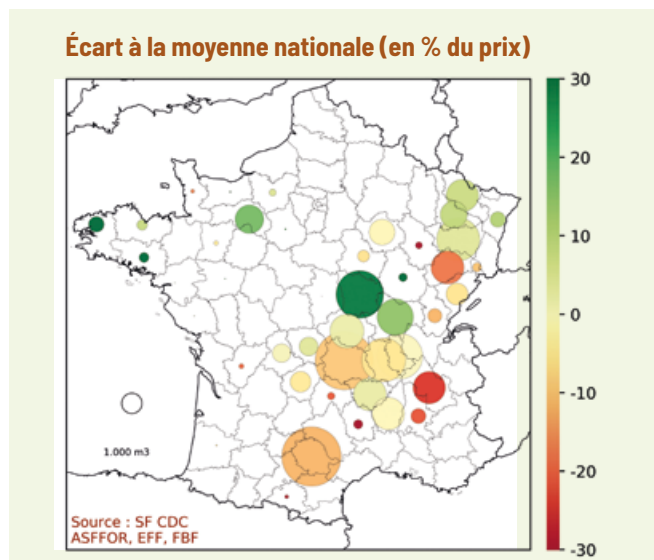 Écart à la moyenne nationale (en % du prix)
30
20
10
0
-10
-20
-30
1.000 m3
Source : SF CDC
ASFFOR, EFF, FBF